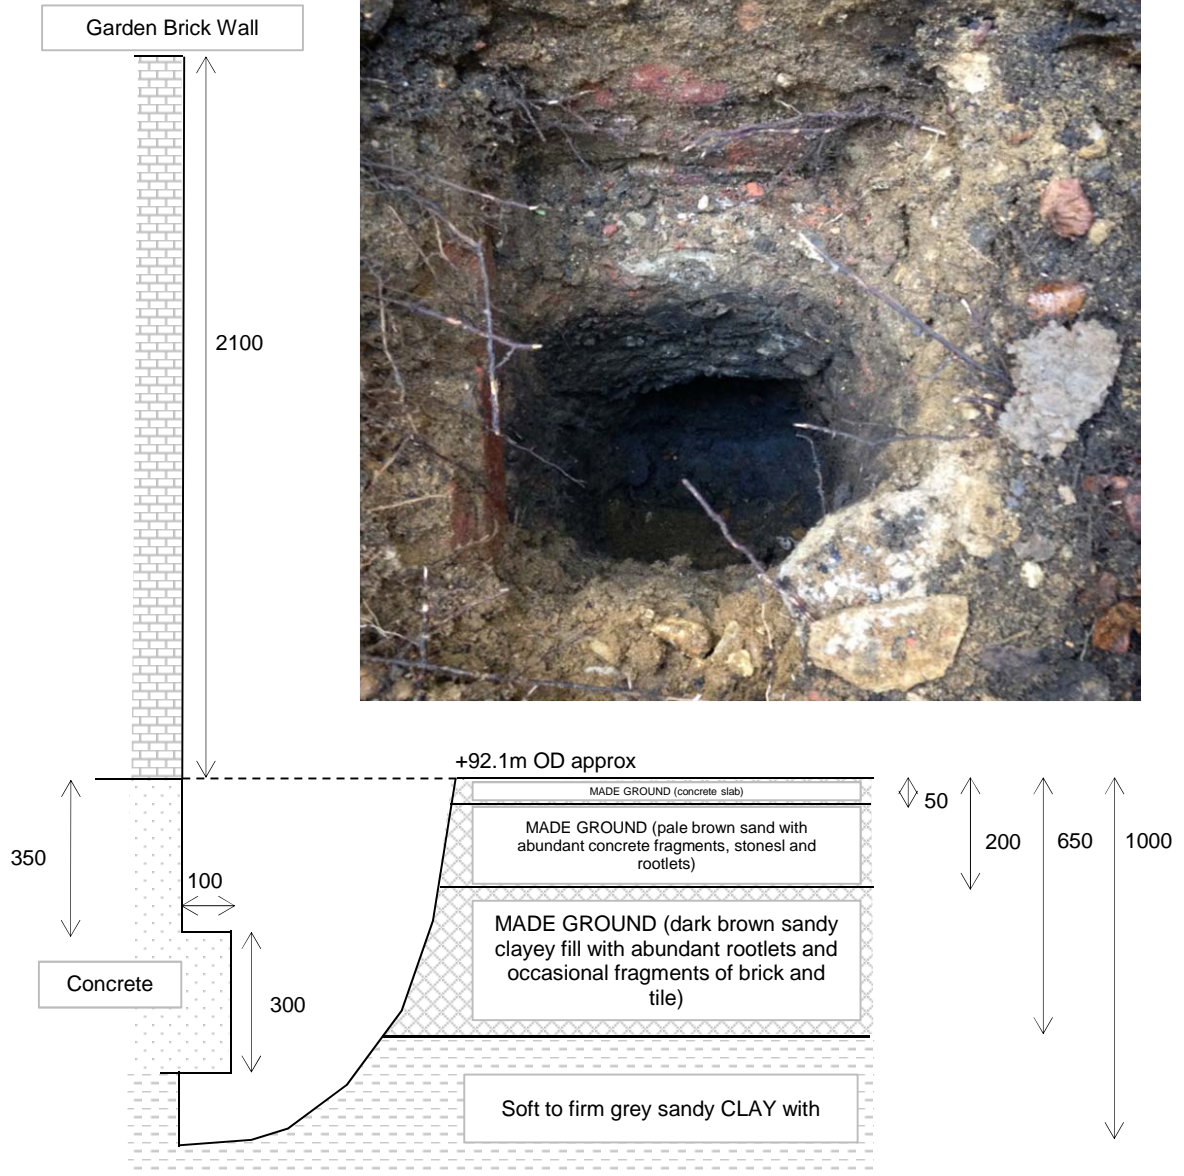 Garden Brick Wall
2100
+92.1m OD approx
MADE GROUND (concrete slab)
50
MADE GROUND (pale brown sand with
abundant concrete fragments, stonesl and
rootlets)
200
650
1000
350
100
MADE GROUND (dark brown sandy
clayey fill with abundant rootlets and
occasional fragments of brick and
tile)
Concrete
300
Soft to firm grey sandy CLAY with